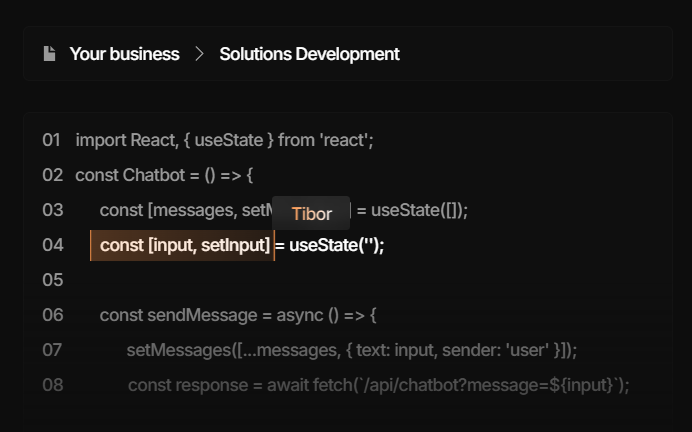 Your business > Solutions Development
01 import React, { useState } from 'react';
02 const Chatbot = () => {
03 const [messages, setM ] = useState([]);
Tibor
04 const [input, setInput] = useState('');
05
06 const sendMessage = async () => {
07 setMessages([...messages, { text: input, sender: 'user' }]);
08 const response = await fetch(`/api/chatbot?message=${input}`);